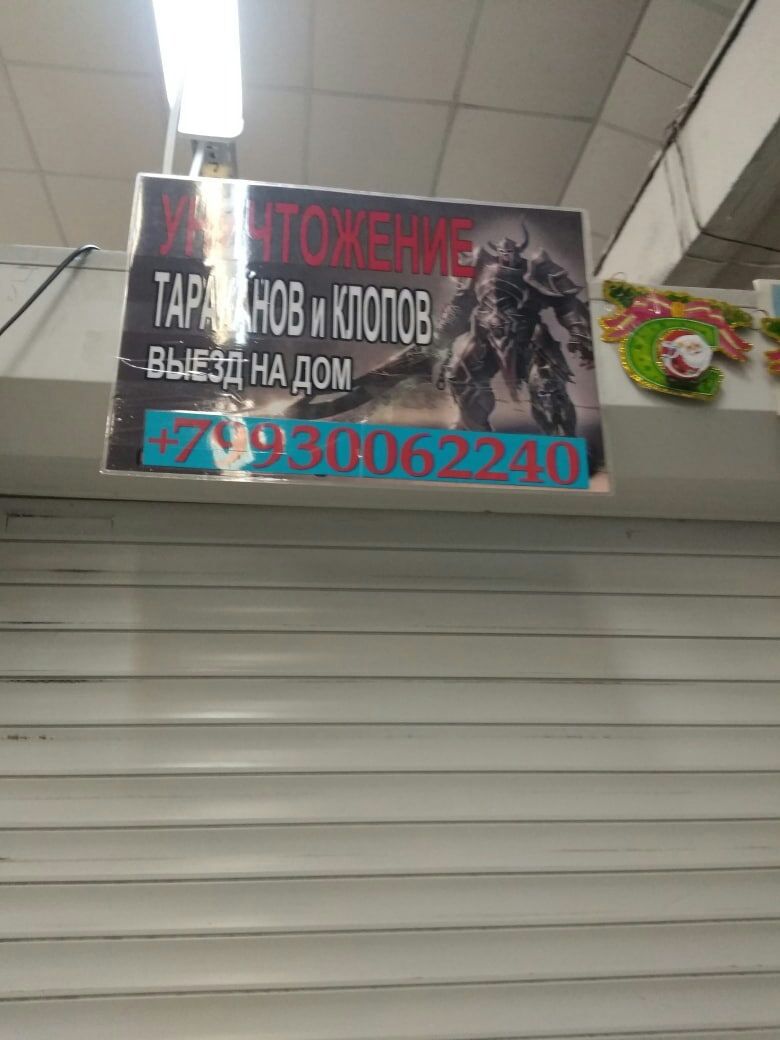 УНИЧТОЖЕНИЕ
ТАРАКАНОВ и КЛОПОВ
ВЫЕЗД НА ДОМ
+79930062240